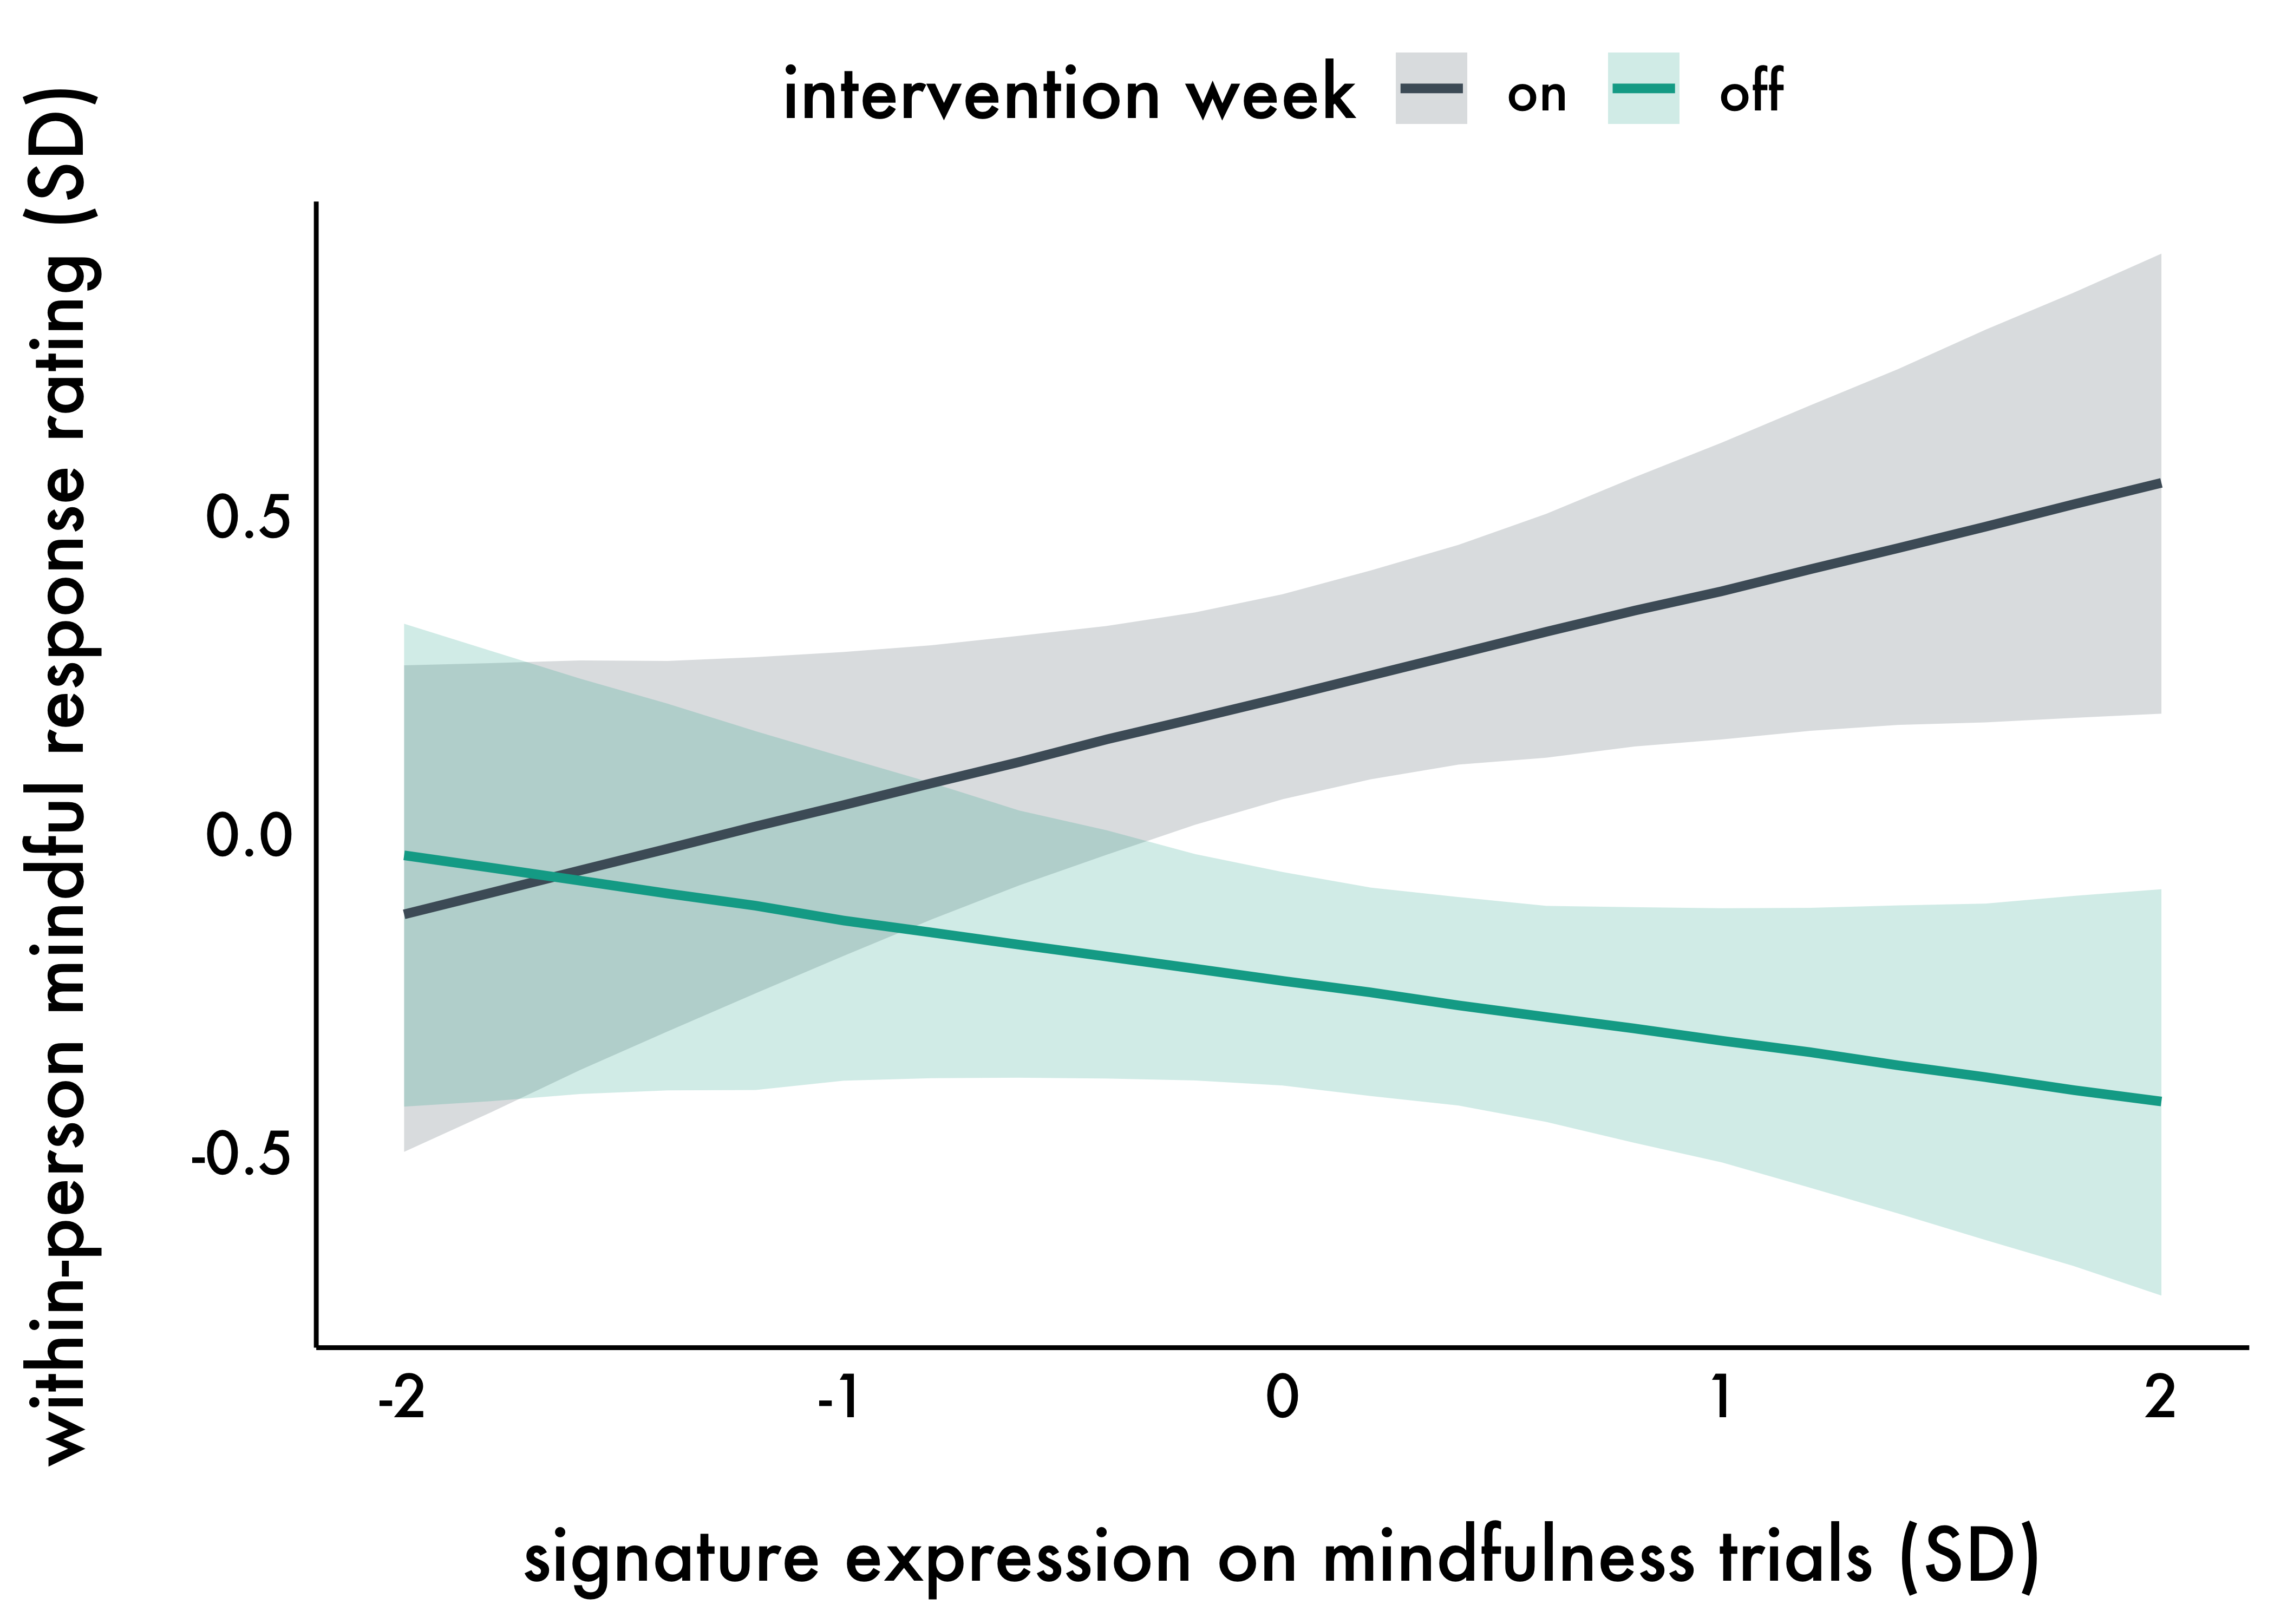 intervention week on off
within-person mindful response rating (SD)
0.5
0.0
-0.5
-2 -1 0 1 2
signature expression on mindfulness trials (SD)